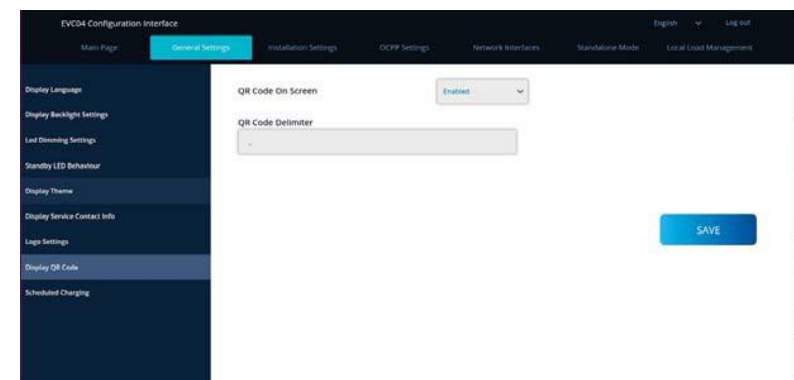 EVC04 Configuration Interface
English Log out
Main Page General Settings Installation Settings OCPP Settings Network Interfaces Standalone Mode Local Load Management
Display Language
Display Backlight Settings
Led Dimming Settings
Standby LED Behaviour
Display Theme
Display Service Contact Info
Logo Settings
Display QR Code
Scheduled Charging
QR Code On Screen
Enabled
QR Code Delimiter
SAVE